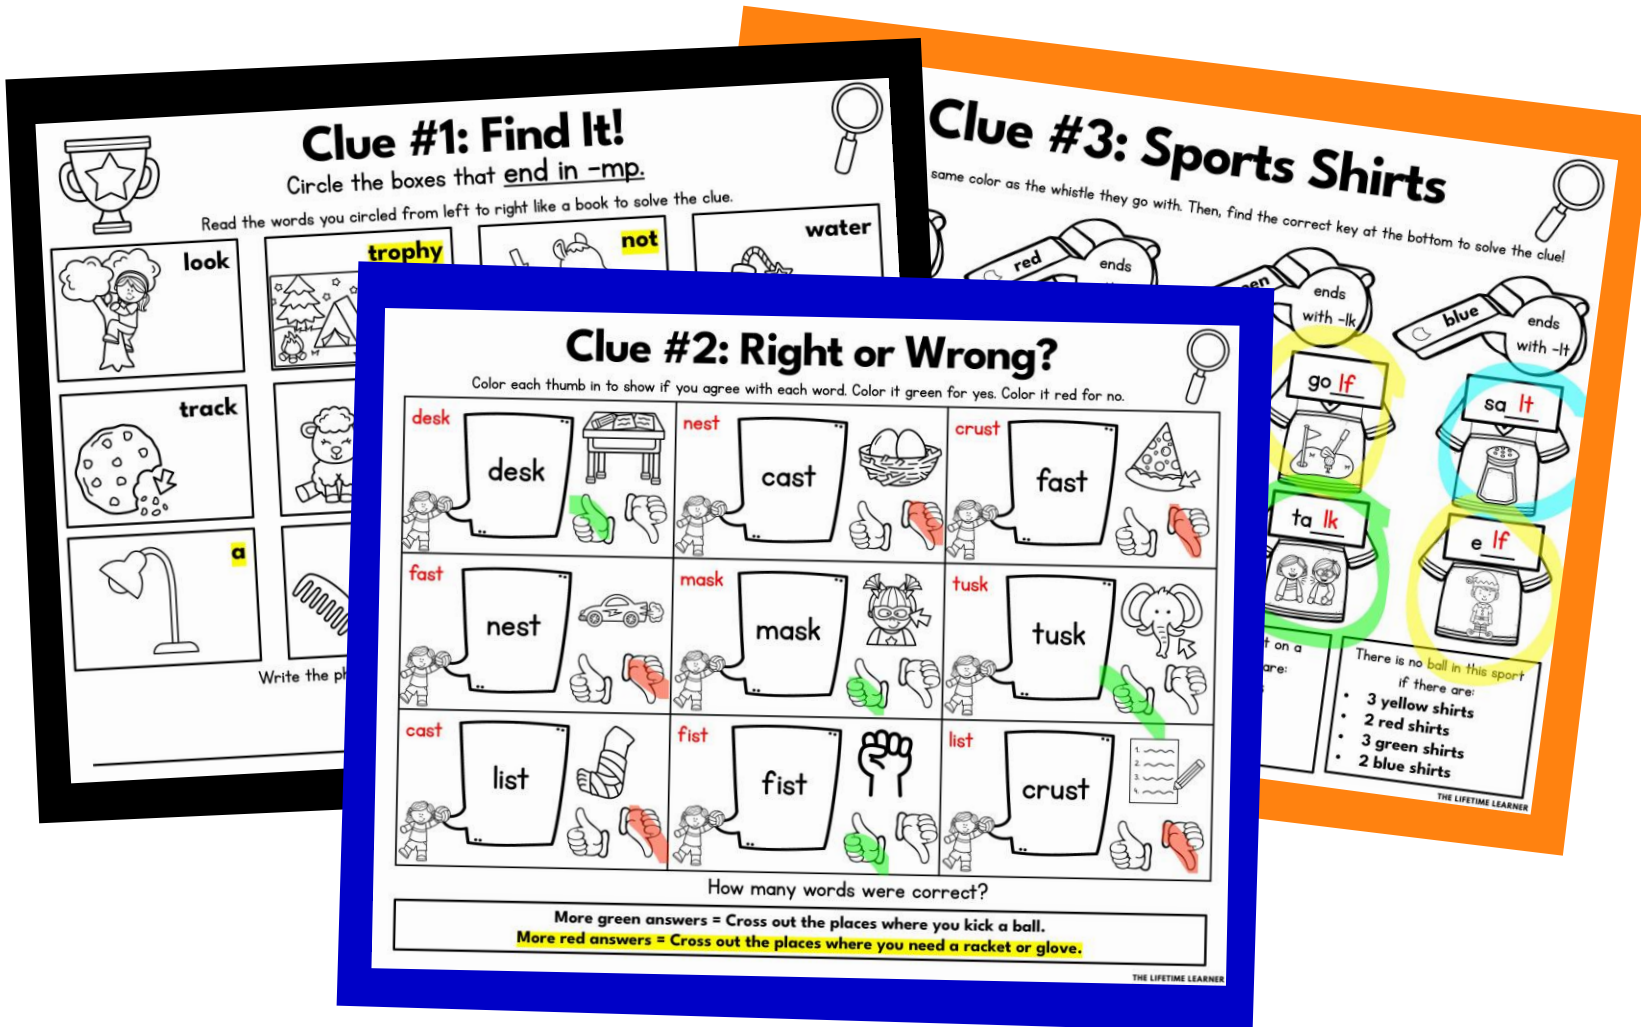 Clue #1: Find It!
Circle the boxes that end in -mp.
Read the words you circled from left to right like a book to solve the clue.
look
trophy
not
water
track
a
Write the
Clue #3: Sports Shirts
same color as the whistle they go with. Then, find the correct key at the bottom to solve the clue!
red
ends
ends
with -lk
blue
ends
with -lt
go lf
sa lt
ta lk
e lf
on a
are:
There is no ball in this sport
if there are:
• 3 yellow shirts
• 2 red shirts
• 3 green shirts
• 2 blue shirts
THE LIFETIME LEARNER
Clue #2: Right or Wrong?
Color each thumb in to show if you agree with each word. Color it green for yes. Color it red for no.
desk
desk
nest
cast
crust
fast
fast
nest
mask
mask
tusk
tusk
cast
list
fist
fist
list
1.
2.
3.
4.
crust
How many words were correct?
More green answers = Cross out the places where you kick a ball.
More red answers = Cross out the places where you need a racket or glove.
THE LIFETIME LEARNER